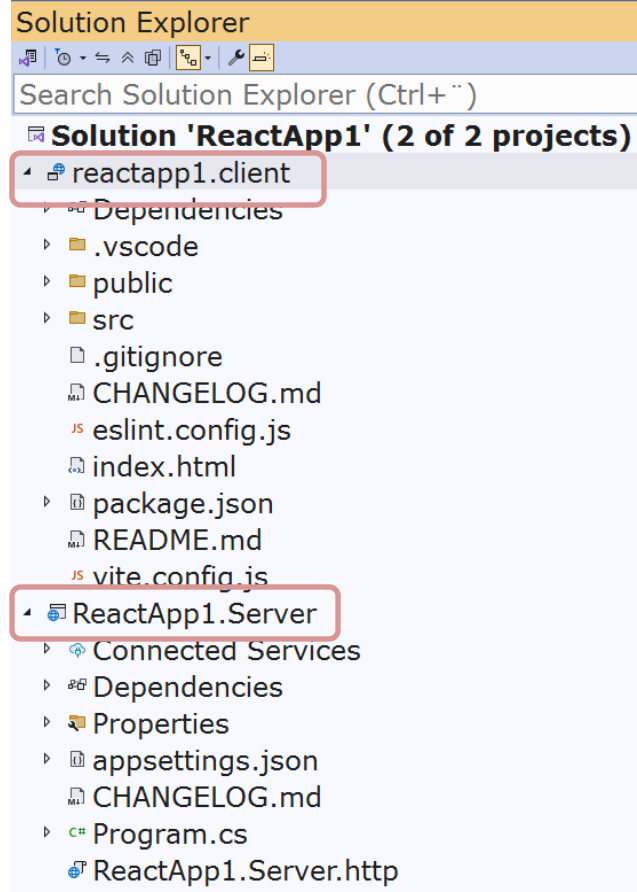 Solution Explorer
Search Solution Explorer (Ctrl+¨)
Solution 'ReactApp1' (2 of 2 projects)
reactapp1.client
Dependencies
.vscode
public
src
.gitignore
CHANGELOG.md
JS eslint.config.js
index.html
package.json
README.md
JS vite.config.js
ReactApp1.Server
Connected Services
Dependencies
Properties
appsettings.json
CHANGELOG.md
C# Program.cs
ReactApp1.Server.http